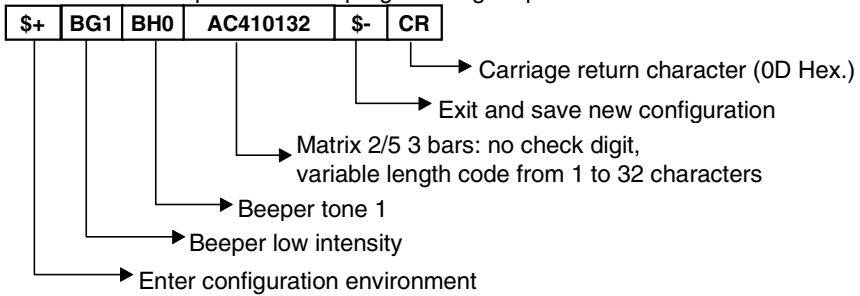 $+ BG1 BH0 AC410132 $- CR
Carriage return character (0D Hex.)
Exit and save new configuration
Matrix 2/5 3 bars: no check digit,
variable length code from 1 to 32 characters
Beeper tone 1
Beeper low intensity
Enter configuration environment